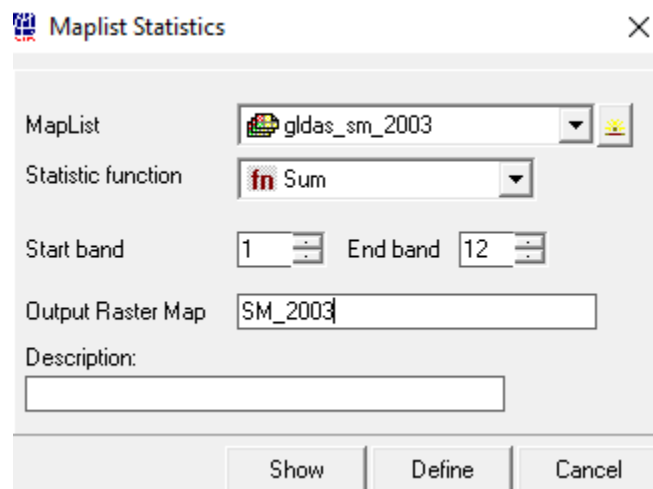 Maplist Statistics
MapList gldas_sm_2003
Statistic function fn Sum
Start band 1 End band 12
Output Raster Map SM_2003
Description:
Show Define Cancel